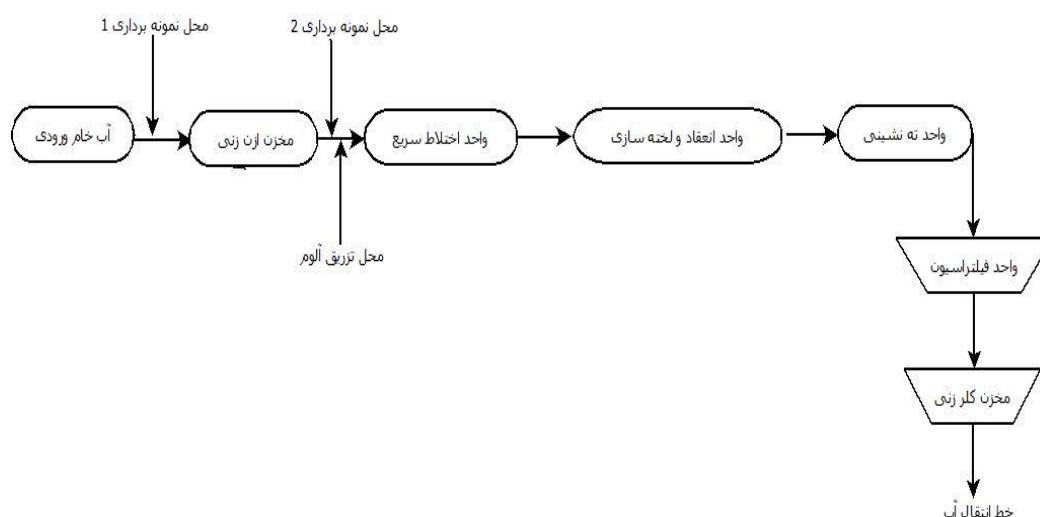 محل نمونه برداری 1
محل نمونه برداری 2
آب خام ورودی
مخزن ازن زنی
واحد اختلاط سریع
واحد انعقاد و لخته سازی
واحد ته نشینی
محل تزریق آلوم
واحد فیلتراسیون
مخزن کلر زنی
خط انتقال آب